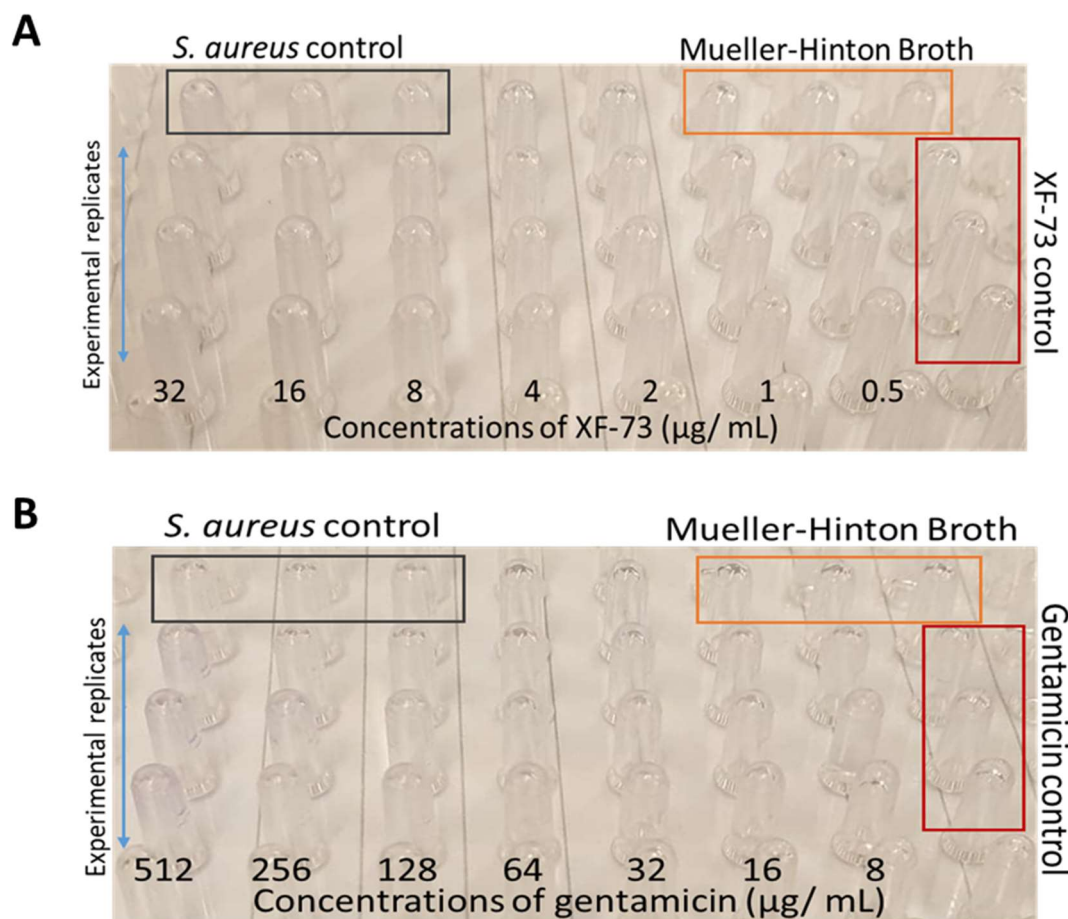 A
S. aureus control
Mueller-Hinton Broth
Experimental replicates
XF-73 control
32 16 8 4 2 1 0.5
Concentrations of XF-73 (µg/ mL)
B
S. aureus control
Mueller-Hinton Broth
Experimental replicates
Gentamicin control
512 256 128 64 32 16 8
Concentrations of gentamicin (µg/ mL)